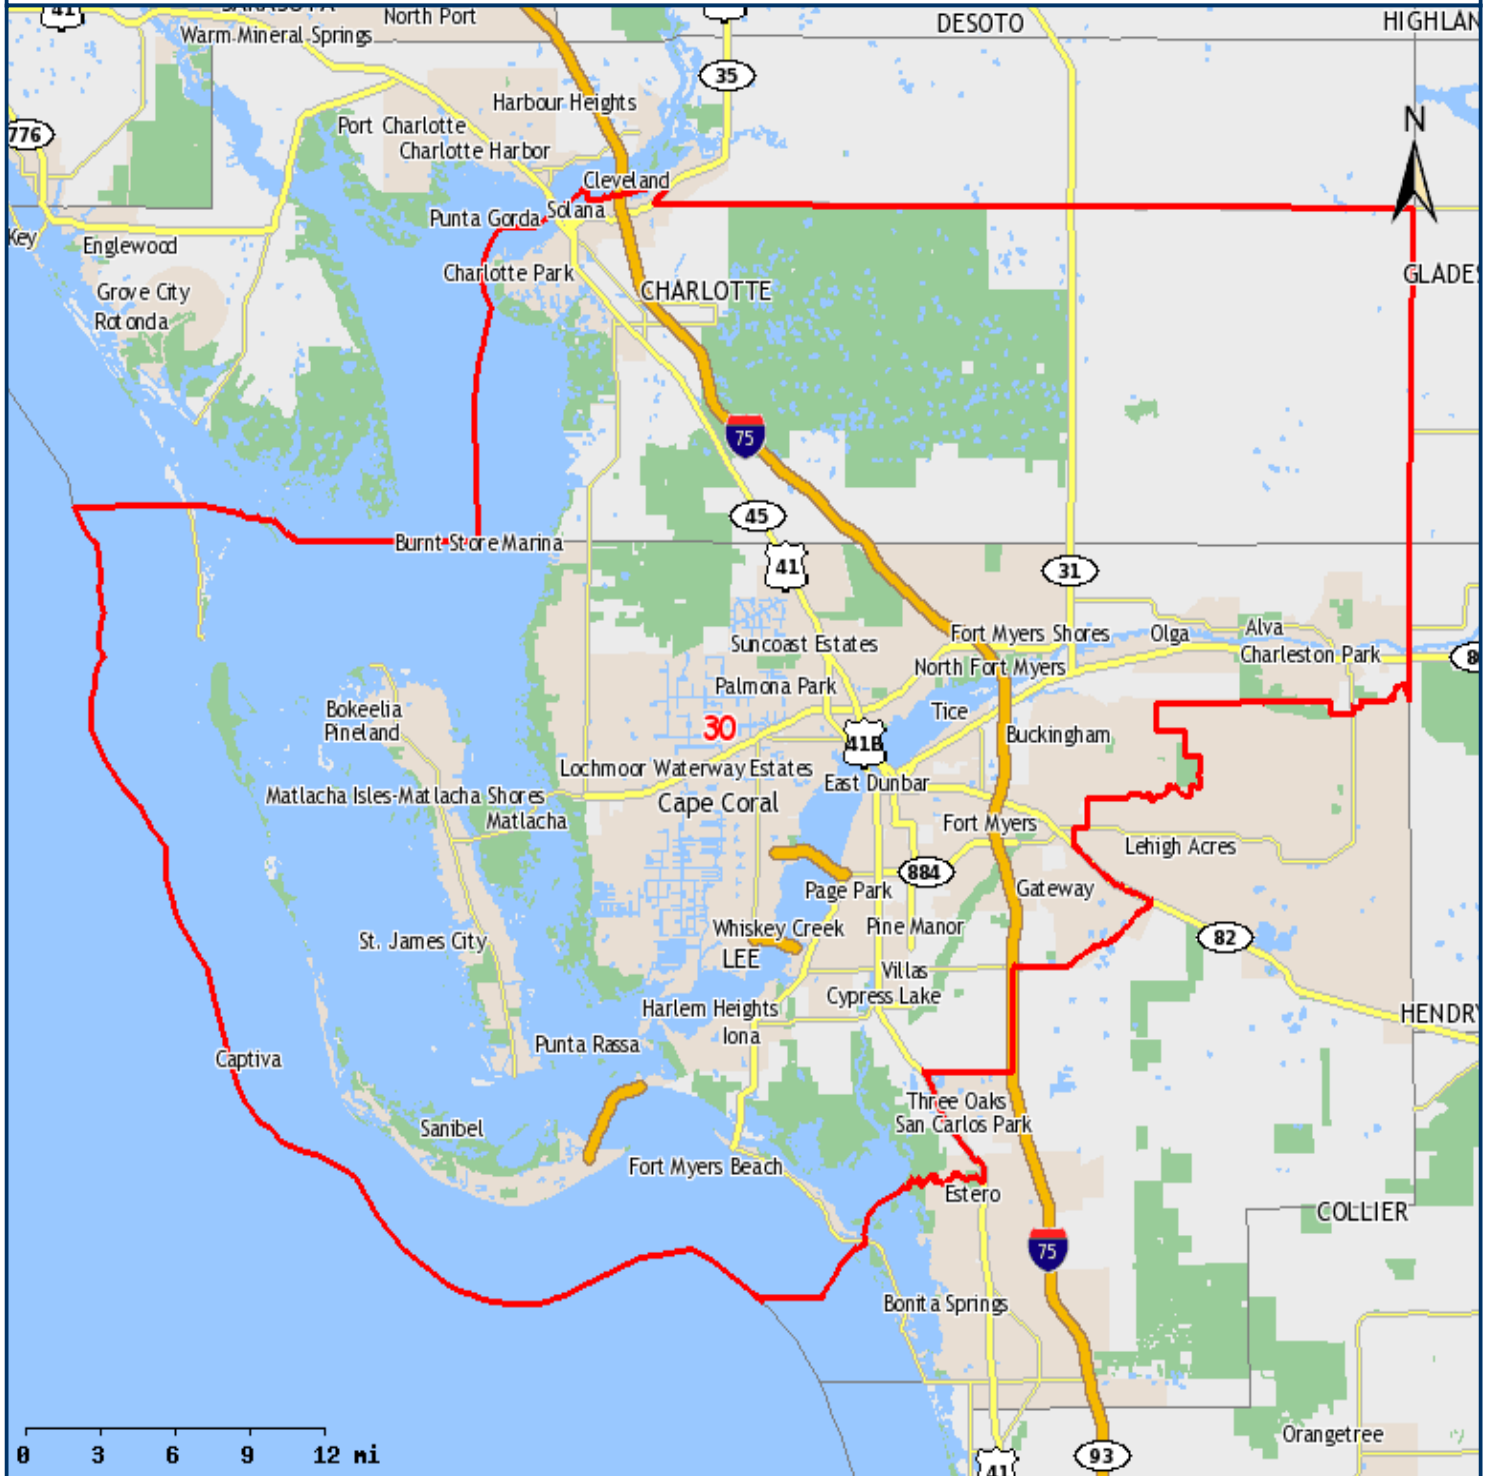 41
SARASOTA
North Port
DESOTO
HIGHLAN
Warm Mineral Springs
35
Harbour Heights
N
776
Port Charlotte
Charlotte Harbor
Cleveland
Solana
Punta Gorda
Key
Englewood
Charlotte Park
GLADES
Grove City
CHARLOTTE
Rotonda
75
45
Burnt Store Marina
41
31
Fort Myers Shores
Olga
Alva
Suncoast Estates
Charleston Park
8
North Fort Myers
Palmona Park
Bokeelia
Tice
30
Pineland
Buckingham
41B
Lochmoor Waterway Estates
East Dunbar
Matlacha Isles-Matlacha Shores
Cape Coral
Matlacha
Fort Myers
Lehigh Acres
884
Page Park
Gateway
Whiskey Creek
Pine Manor
82
St. James City
LEE
Villas
Cypress Lake
Harlem Heights
HENDRY
Iona
Punta Rassa
Captiva
Three Oaks
San Carlos Park
Sanibel
Fort Myers Beach
Estero
COLLIER
75
Bonita Springs
Orangetree
0 3 6 9 12 mi
41
93